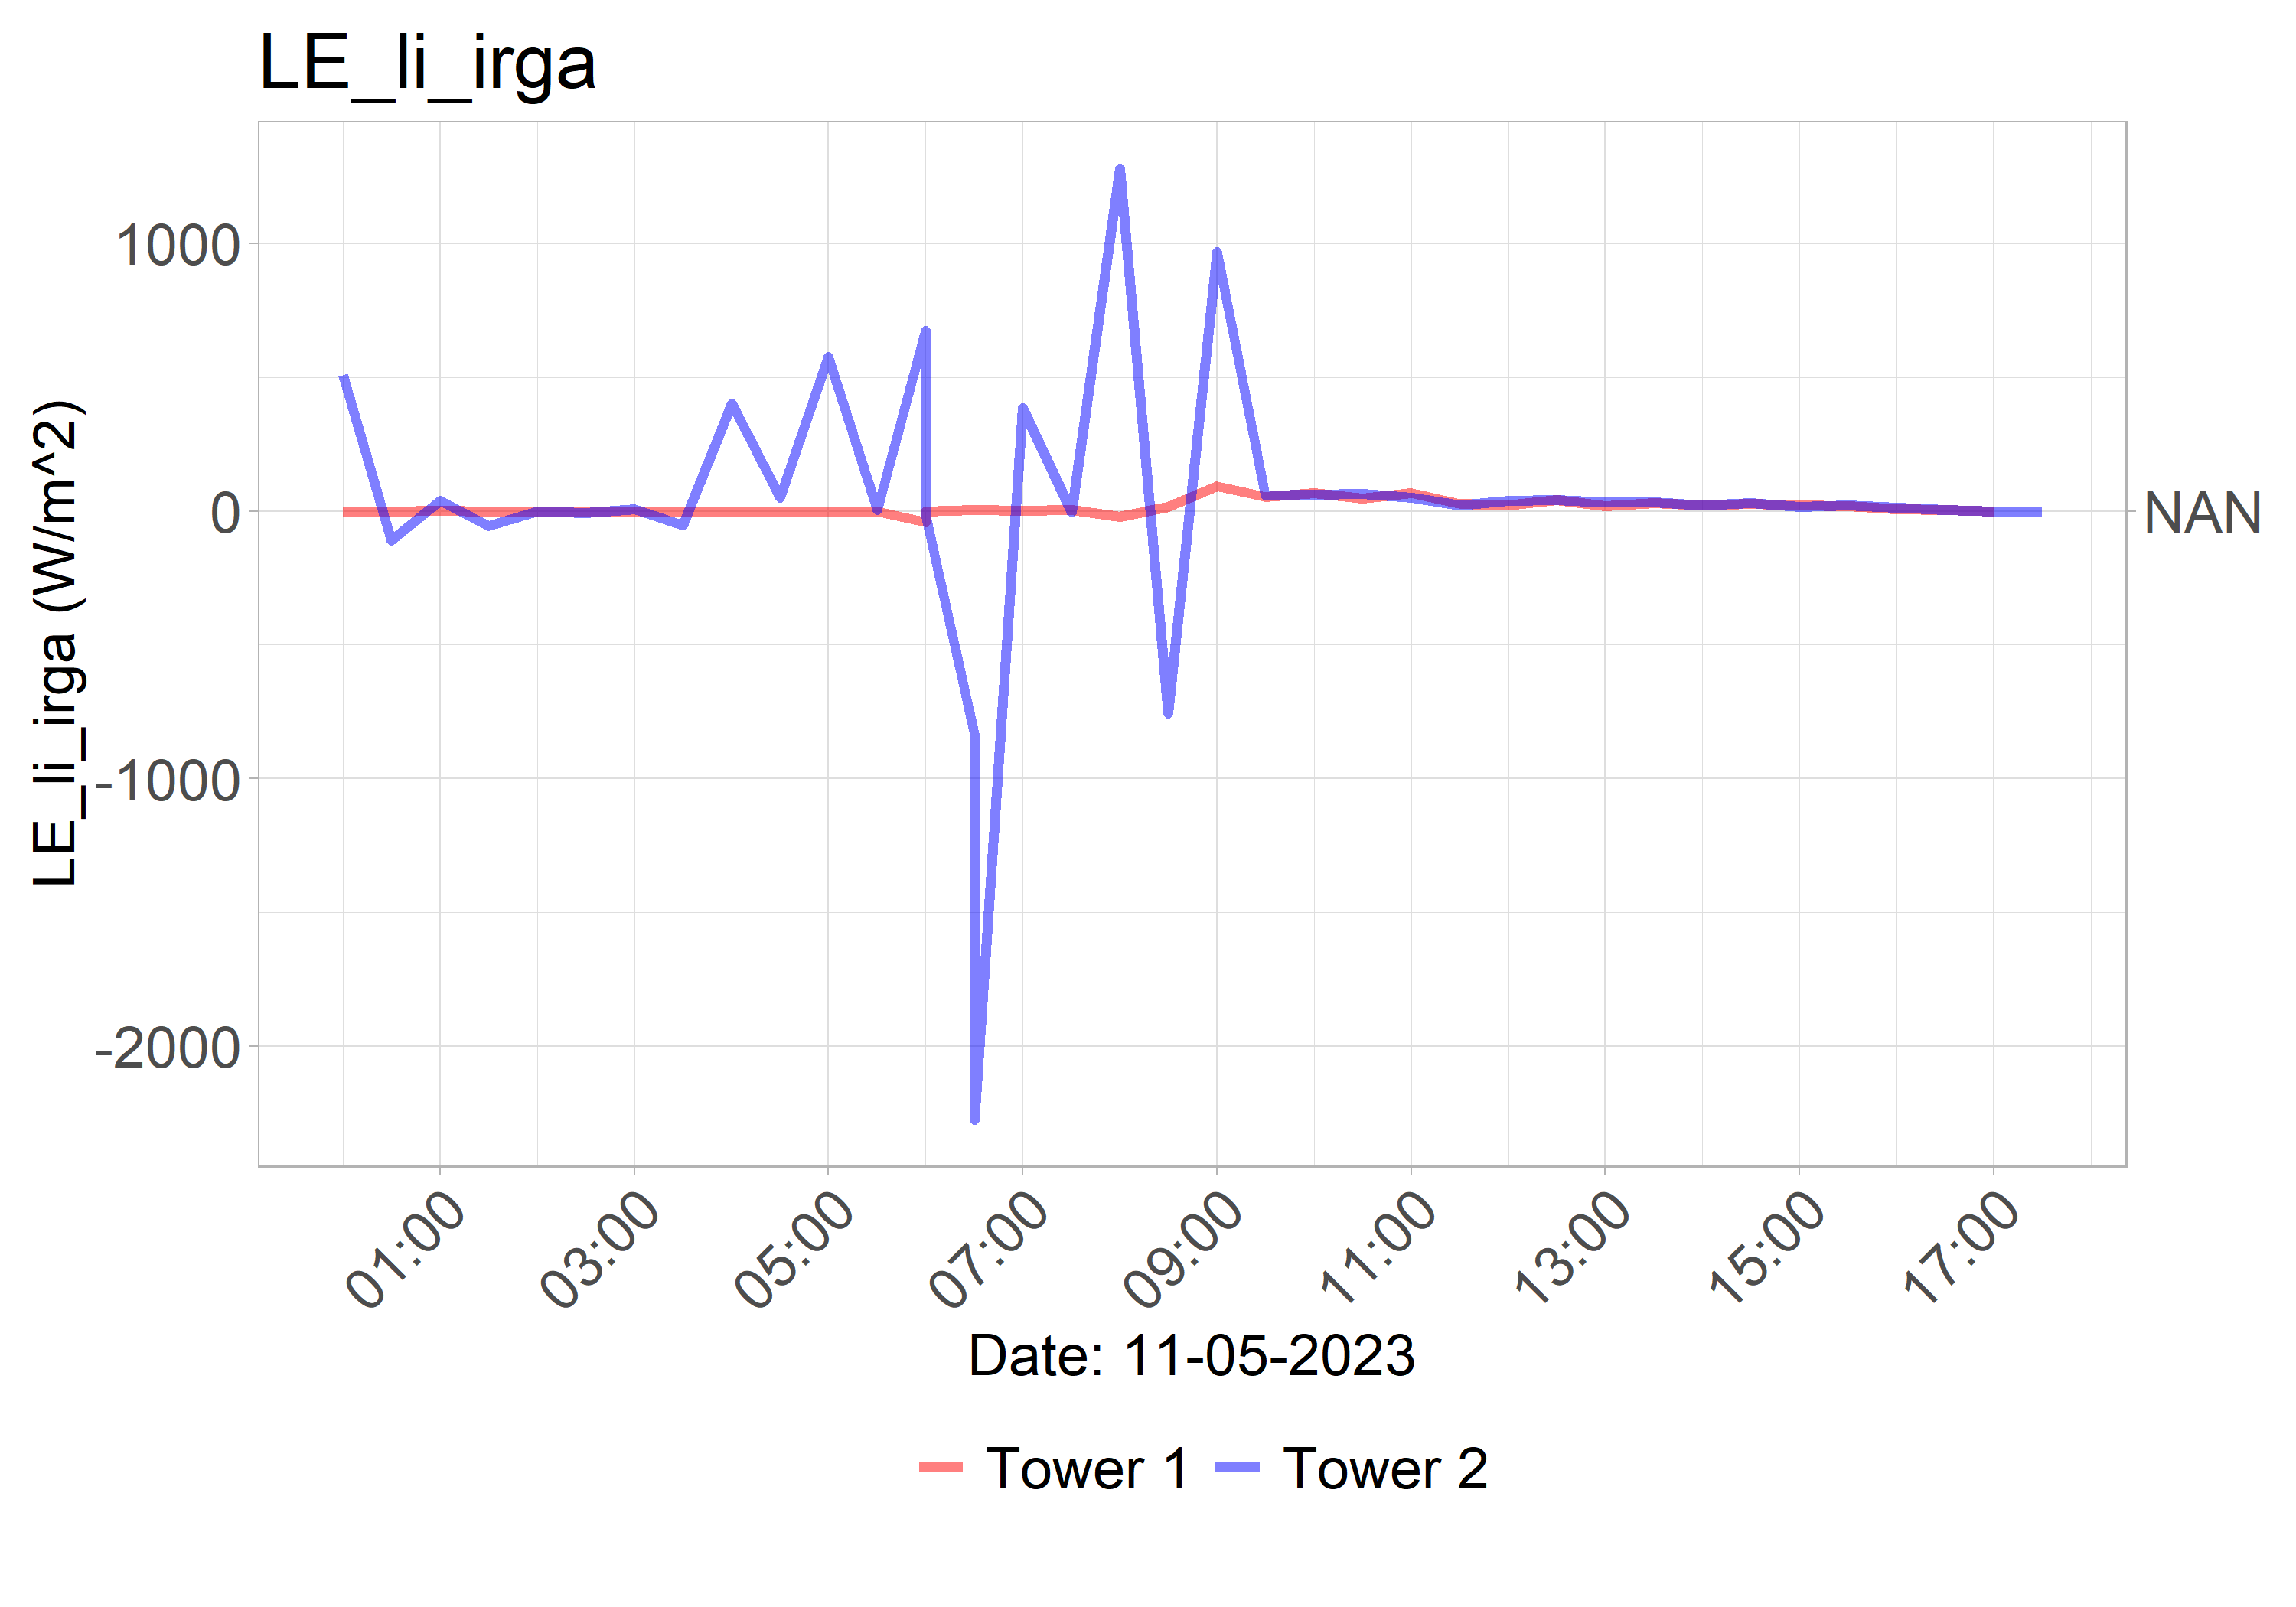 LE_li_irga
LE_li_irga (W/m^2)
1000
0
-1000
-2000
NAN
01:00
03:00
05:00
07:00
09:00
11:00
13:00
15:00
17:00
Date: 11-05-2023
Tower 1
Tower 2